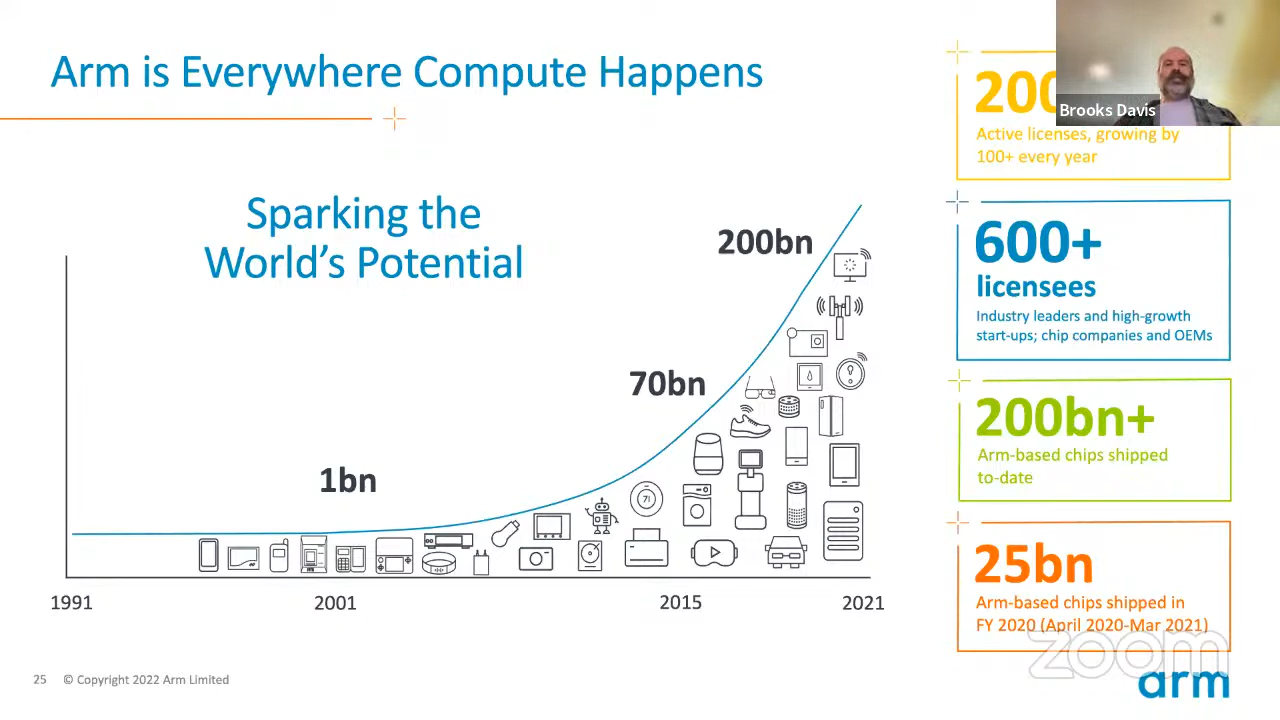 Arm is Everywhere Compute Happens
Sparking the
World's Potential
1bn
70bn
200bn
1991
2001
2015
2021
Brooks Davis
Active licenses, growing by
100+ every year
600+
licensees
Industry leaders and high-growth
start-ups; chip companies and OEMs
200bn+
Arm-based chips shipped
to-date
25bn
Arm-based chips shipped in
FY 2020 (April 2020-Mar 2021)
zoom
arm
25
© Copyright 2022 Arm Limited